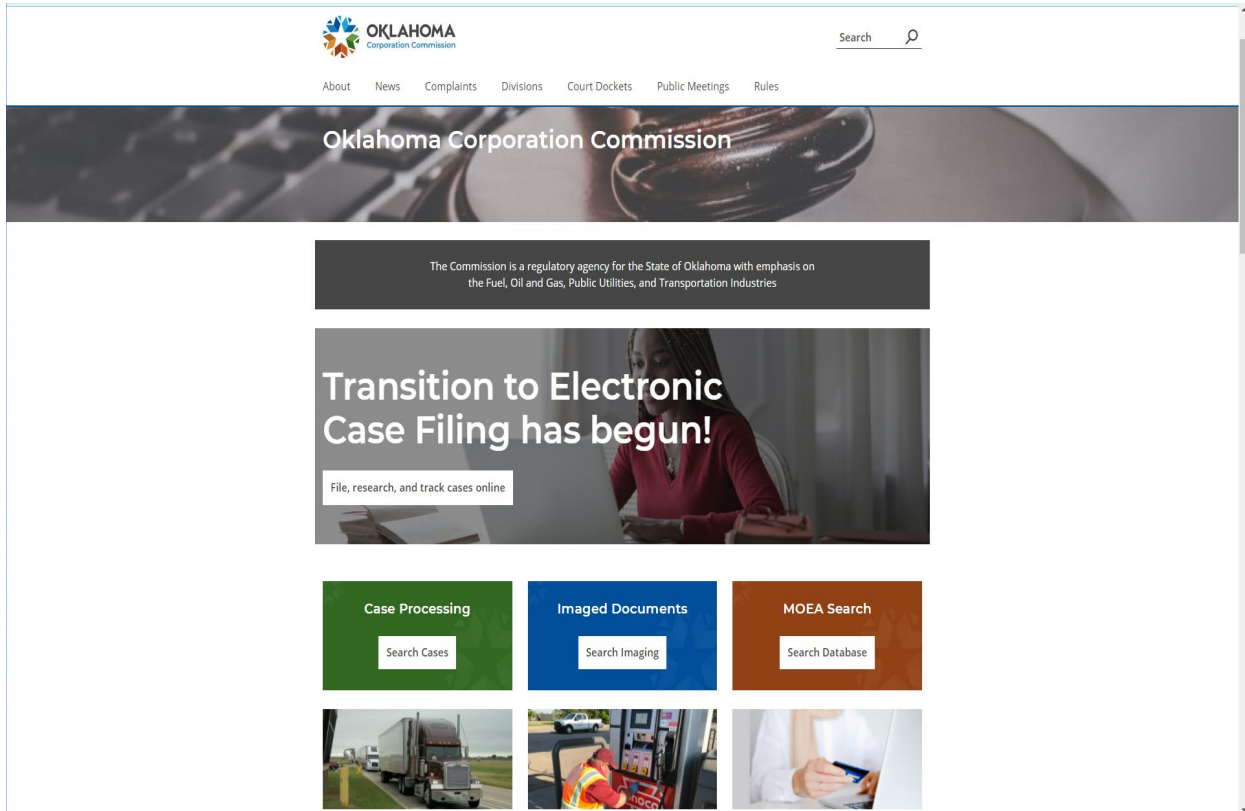 OKLAHOMA
Corporation Commission
Search
About News Complaints Divisions Court Dockets Public Meetings Rules
Oklahoma Corporation Commission
The Commission is a regulatory agency for the State of Oklahoma with emphasis on
the Fuel, Oil and Gas, Public Utilities, and Transportation Industries
Transition to Electronic
Case Filing has begun!
File, research, and track cases online
Case Processing
Search Cases
Imaged Documents
Search Imaging
MOEA Search
Search Database